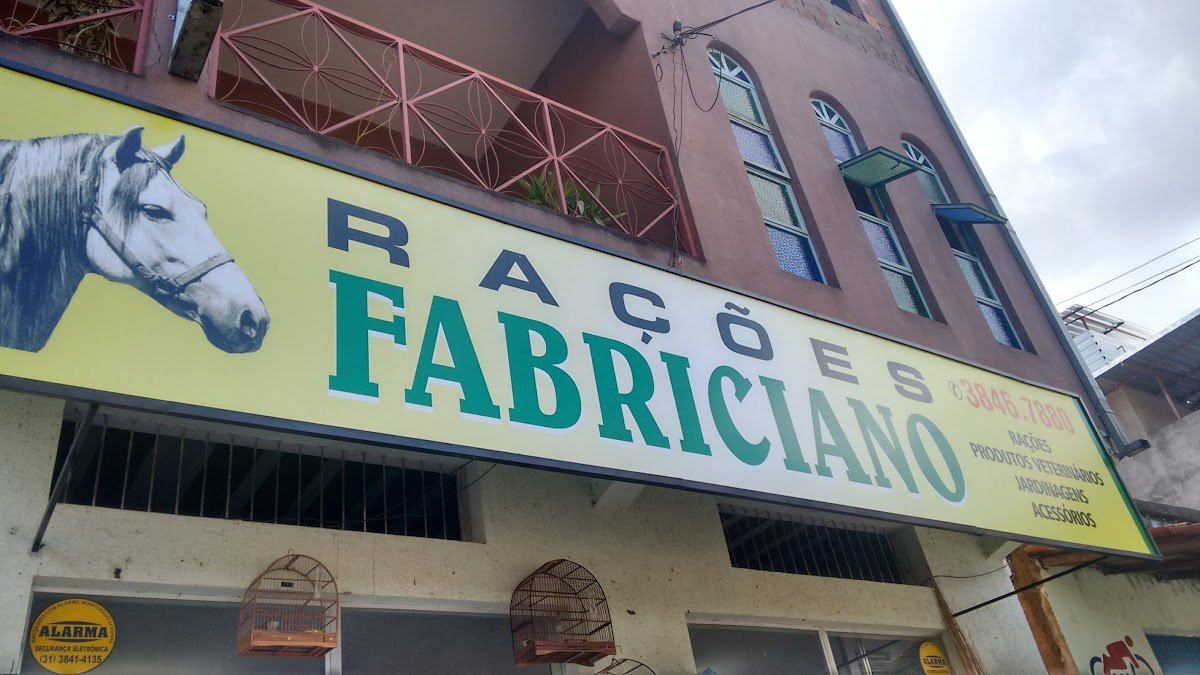 RAÇÕES
FABRICIANO
3846.7880
RAÇÕES
PRODUTOS VETERINÁRIOS
JARDINAGENS
ACESSÓRIOS
ALARMA
SEGURANÇA ELETRÔNICA
(31) 3841-4135
ALARMA